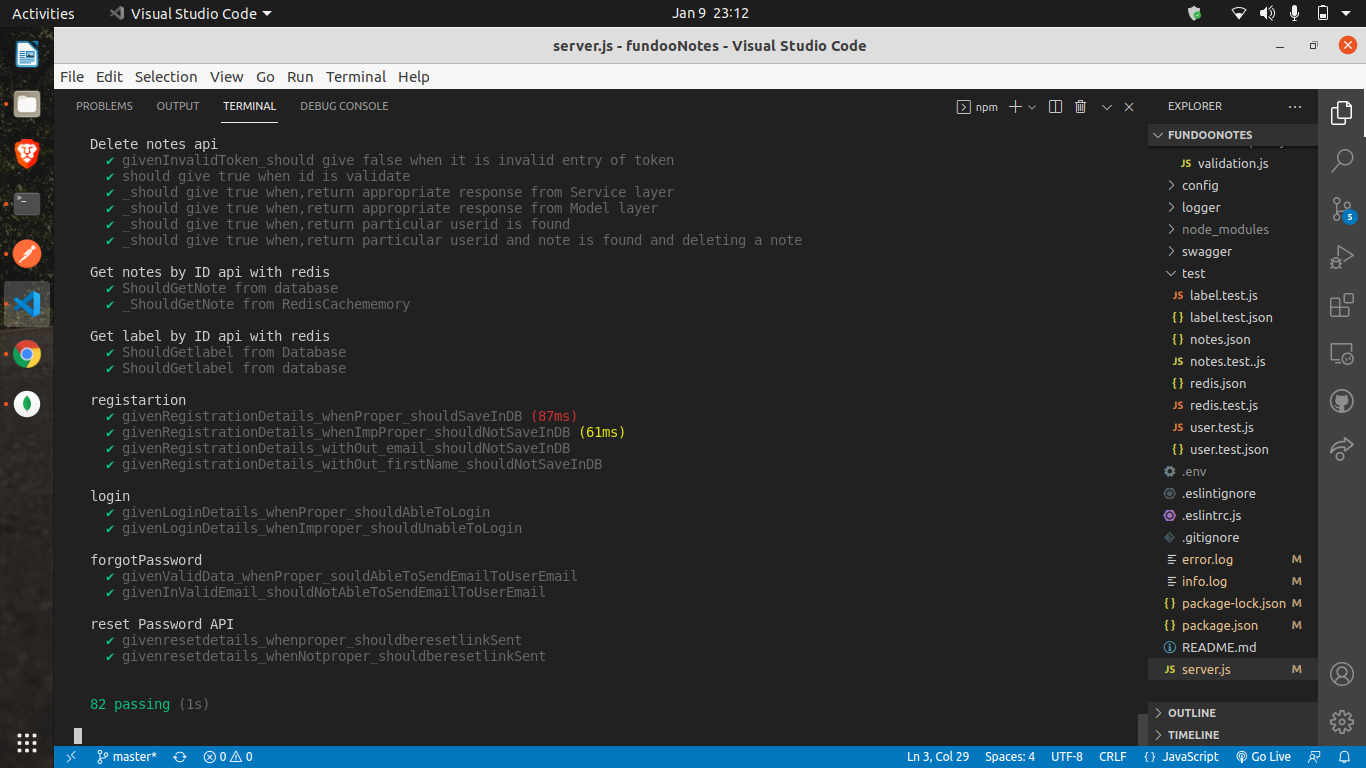 Activities Visual Studio Code Jan 9 23:12
server.js - fundooNotes - Visual Studio Code
File Edit Selection View Go Run Terminal Help
PROBLEMS OUTPUT TERMINAL DEBUG CONSOLE npm
Delete notes api
✔ givenInvalidToken_should give false when it is invalid entry of token
✔ should give true when id is validate
✔ _should give true when,return appropriate response from Service layer
✔ _should give true when,return appropriate response from Model layer
✔ _should give true when,return particular userid is found
✔ _should give true when,return particular userid and note is found and deleting a note
Get notes by ID api with redis
✔ ShouldGetNote from database
✔ _ShouldGetNote from RedisCachememory
Get label by ID api with redis
✔ ShouldGetlabel from Database
✔ ShouldGetlabel from database
registartion
✔ givenRegistrationDetails_whenProper_shouldSaveInDB (87ms)
✔ givenRegistrationDetails_whenImpProper_shouldNotSaveInDB (61ms)
✔ givenRegistrationDetails_withOut_email_shouldNotSaveInDB
✔ givenRegistrationDetails_withOut_firstName_shouldNotSaveInDB
login
✔ givenLoginDetails_whenProper_shouldAbleToLogin
✔ givenLoginDetails_whenImproper_shouldUnableToLogin
forgotPassword
✔ givenValidData_whenProper_souldAbleToSendEmailToUserEmail
✔ givenInValidEmail_shouldNotAbleToSendEmailToUserEmail
reset Password API
✔ givenresetdetails_whenproper_shouldberesetlinkSent
✔ givenresetdetails_whenNotproper_shouldberesetlinkSent
82 passing (1s)
EXPLORER
FUNDOONOTES
JS validation.js
config
logger
node_modules
swagger
test
JS label.test.js
{} label.test.json
{} notes.json
JS notes.test..js
{} redis.json
JS redis.test.js
JS user.test.js
{} user.test.json
.env
.eslintignore
.eslintrc.js
.gitignore
error.log M
info.log M
{} package-lock.json M
{} package.json M
README.md
JS server.js M
OUTLINE
TIMELINE
5
master* 0 0 Ln 3, Col 29 Spaces: 4 UTF-8 CRLF {} JavaScript Go Live